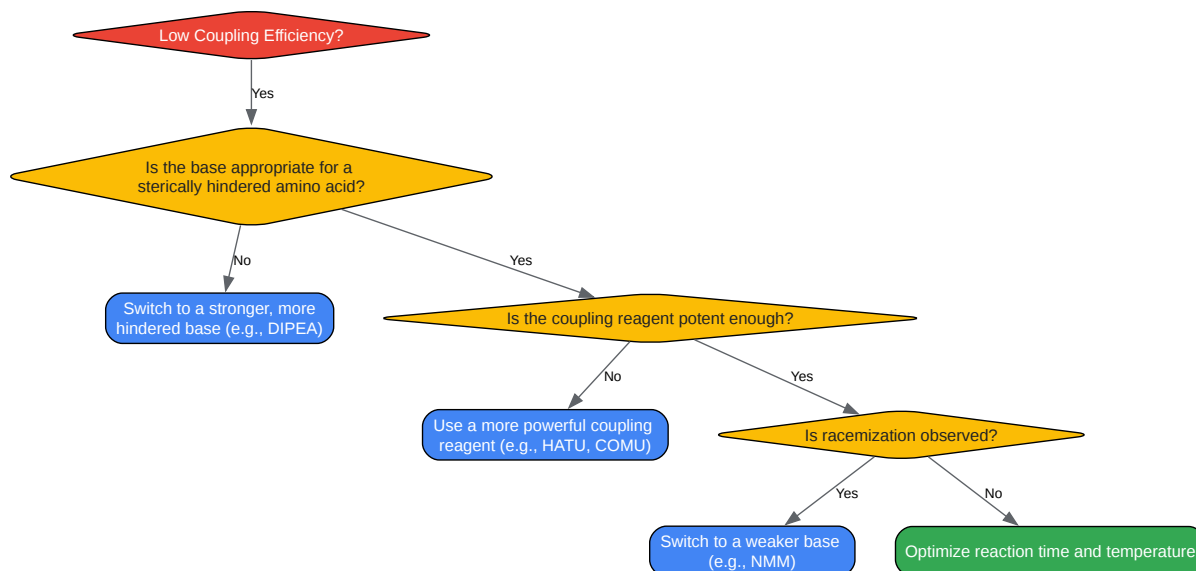 Low Coupling Efficiency?
Yes
Is the base appropriate for a
sterically hindered amino acid?
No
Yes
Switch to a stronger, more
hindered base (e.g., DIPEA)
Is the coupling reagent potent enough?
No
Yes
Use a more powerful coupling
reagent (e.g., HATU, COMU)
Is racemization observed?
Yes
No
Switch to a weaker base
(e.g., NMM)
Optimize reaction time and temperature